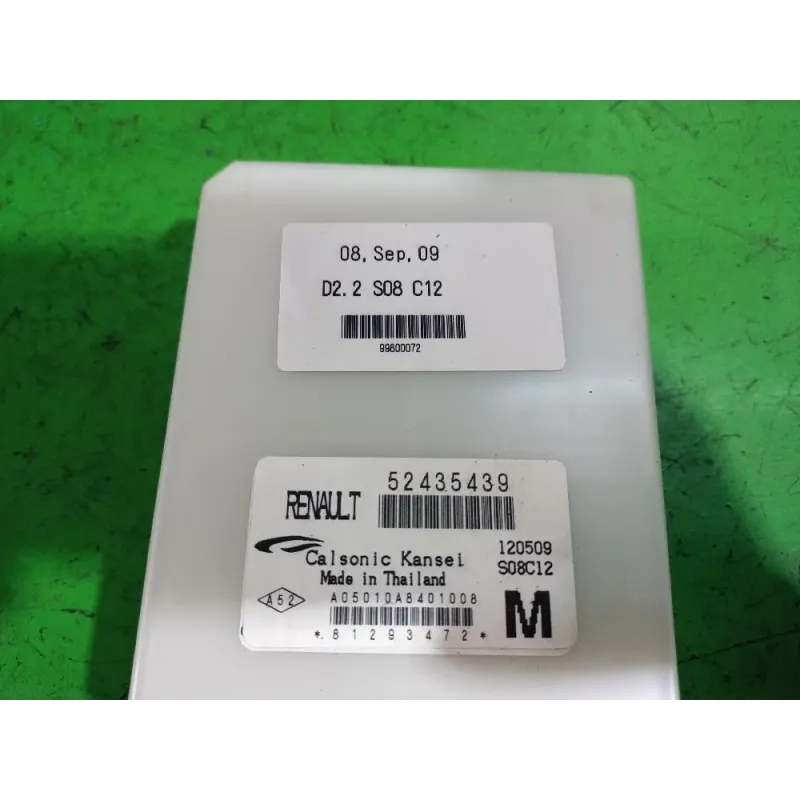 08, Sep, 09
D2. 2 S08 C12
99800072
RENAULT 52435439
Calsonic Kansei 120509
Made in Thailand S08C12
A52 A05010A8401008 M
*.81293472*